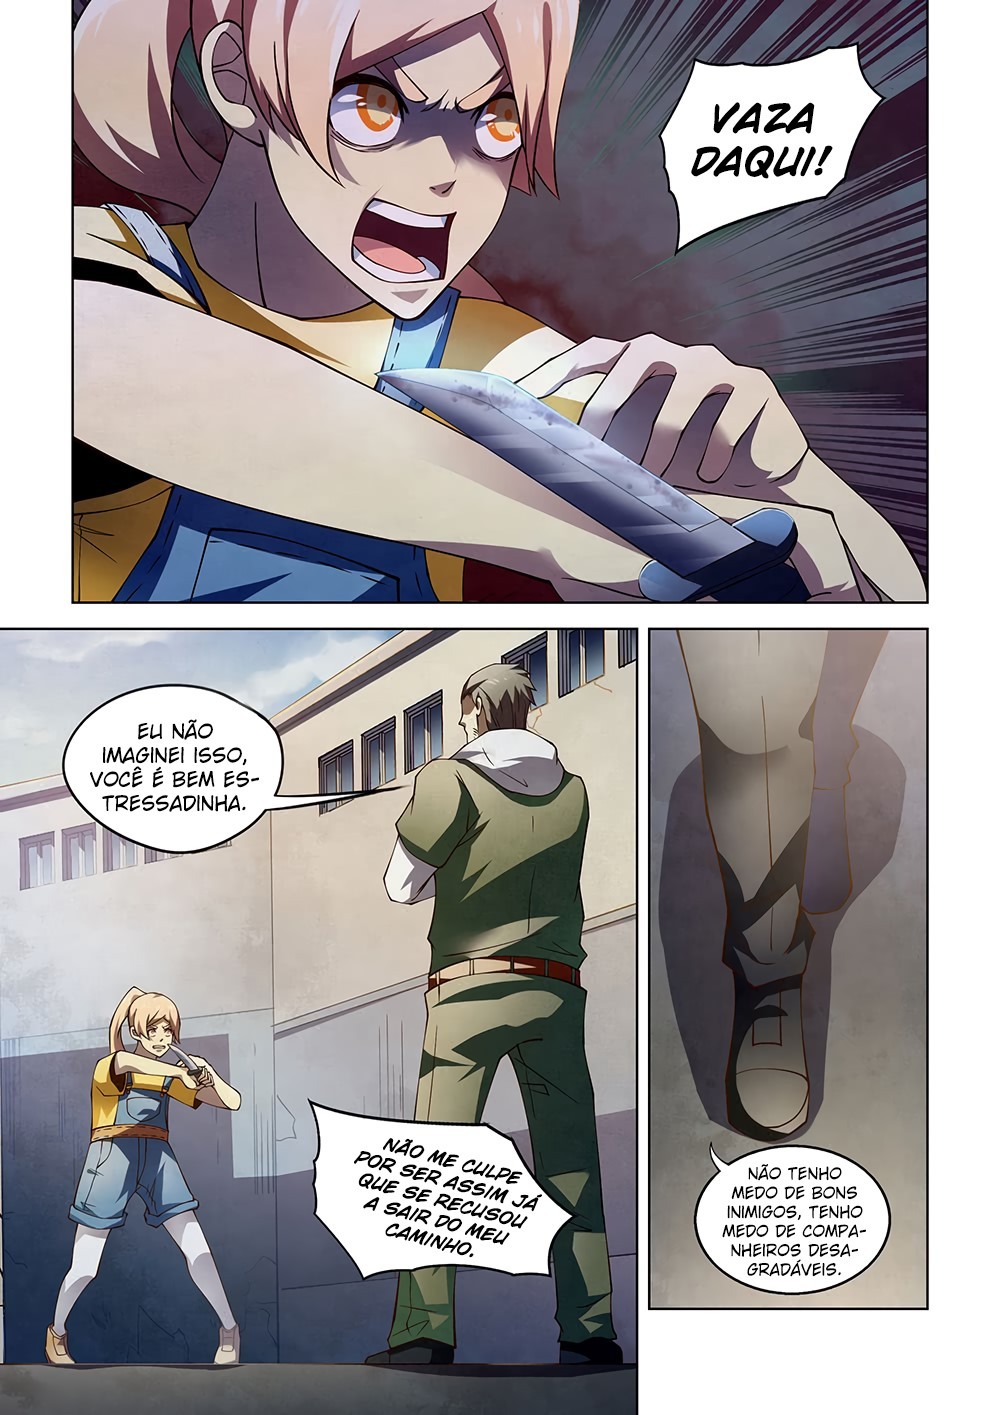 VAZA
DAQUI!
EU NÃO
IMAGINEI ISSO,
VOCÊ É BEM ES-
TRESSADINHA.
NÃO ME CULPE
POR SER ASSIM JÁ
QUE SE RECUSOU
A SAIR DO MEU
CAMINHO.
NÃO TENHO
MEDO DE BONS
INIMIGOS, TENHO
MEDO DE COMPA-
NHEIROS DESA-
GRADÁVEIS.